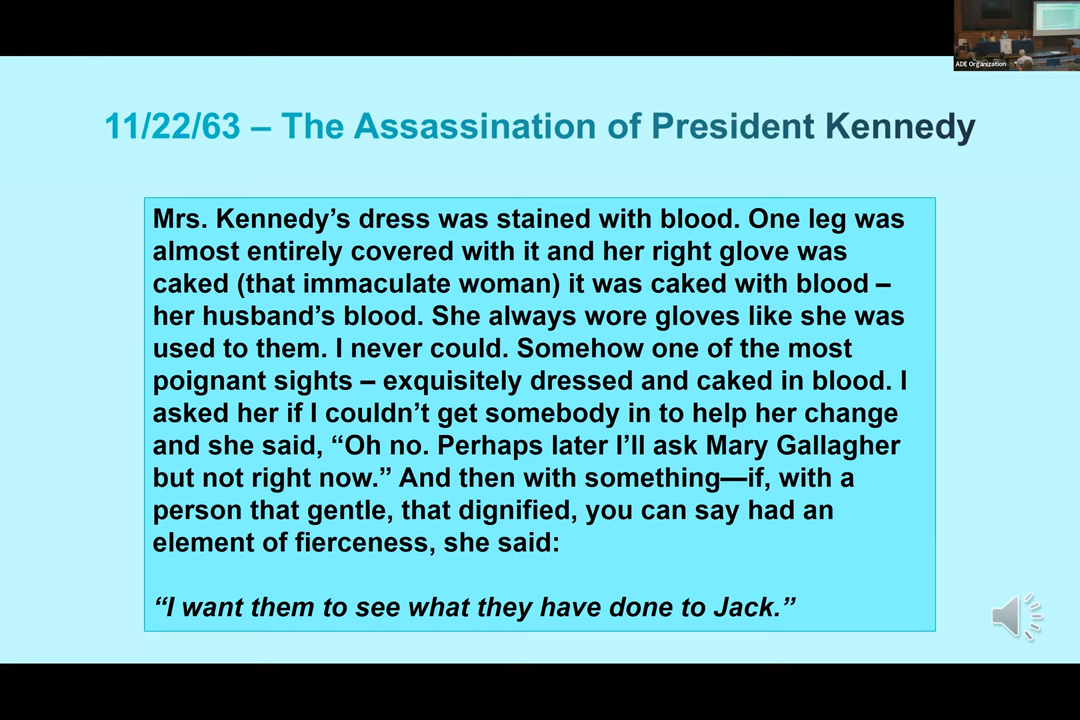 ADE Organization
11/22/63 – The Assassination of President Kennedy
Mrs. Kennedy’s dress was stained with blood. One leg was
almost entirely covered with it and her right glove was
caked (that immaculate woman) it was caked with blood –
her husband’s blood. She always wore gloves like she was
used to them. I never could. Somehow one of the most
poignant sights – exquisitely dressed and caked in blood. I
asked her if I couldn’t get somebody in to help her change
and she said, “Oh no. Perhaps later I’ll ask Mary Gallagher
but not right now.” And then with something—if, with a
person that gentle, that dignified, you can say had an
element of fierceness, she said:
“I want them to see what they have done to Jack.”